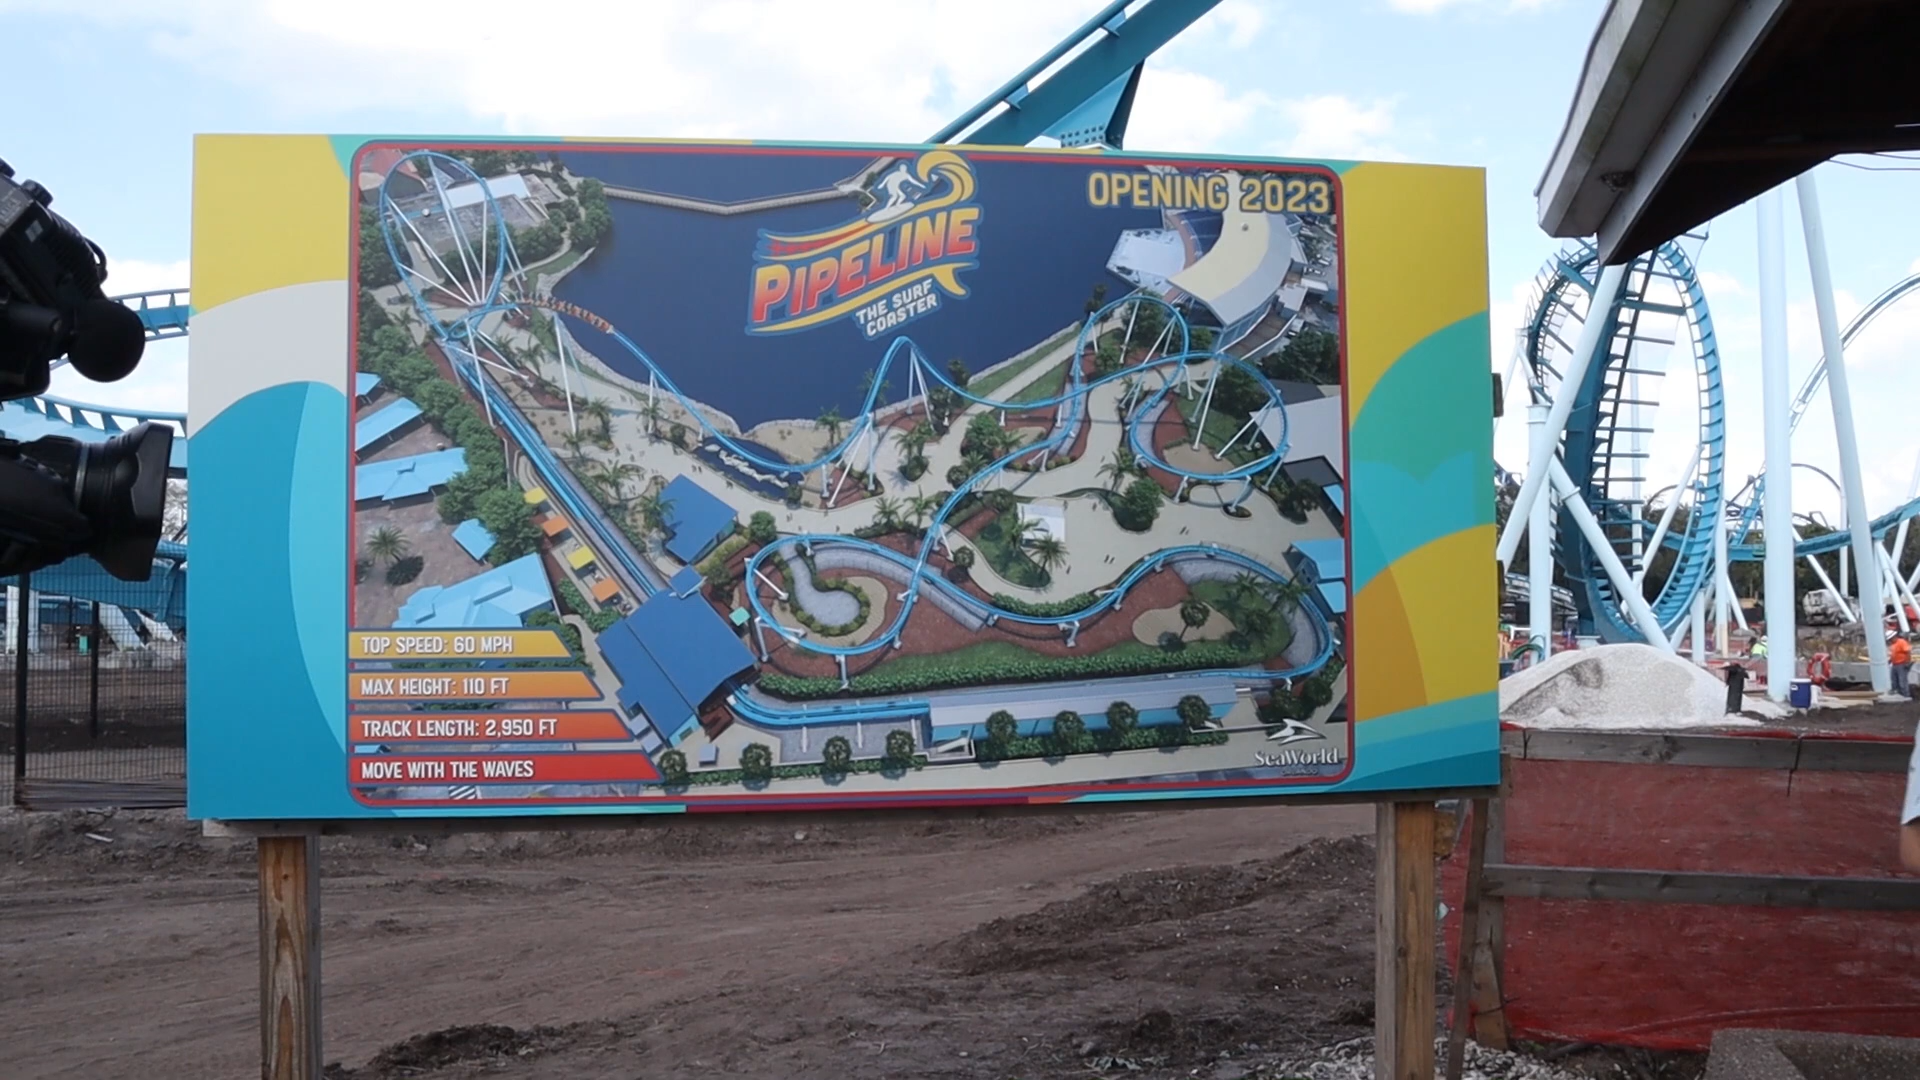 OPENING 2023
PIPELINE
THE SURF
COASTER
TOP SPEED: 60 MPH
MAX HEIGHT: 110 FT
TRACK LENGTH: 2,950 FT
MOVE WITH THE WAVES
SeaWorld
ORLANDO